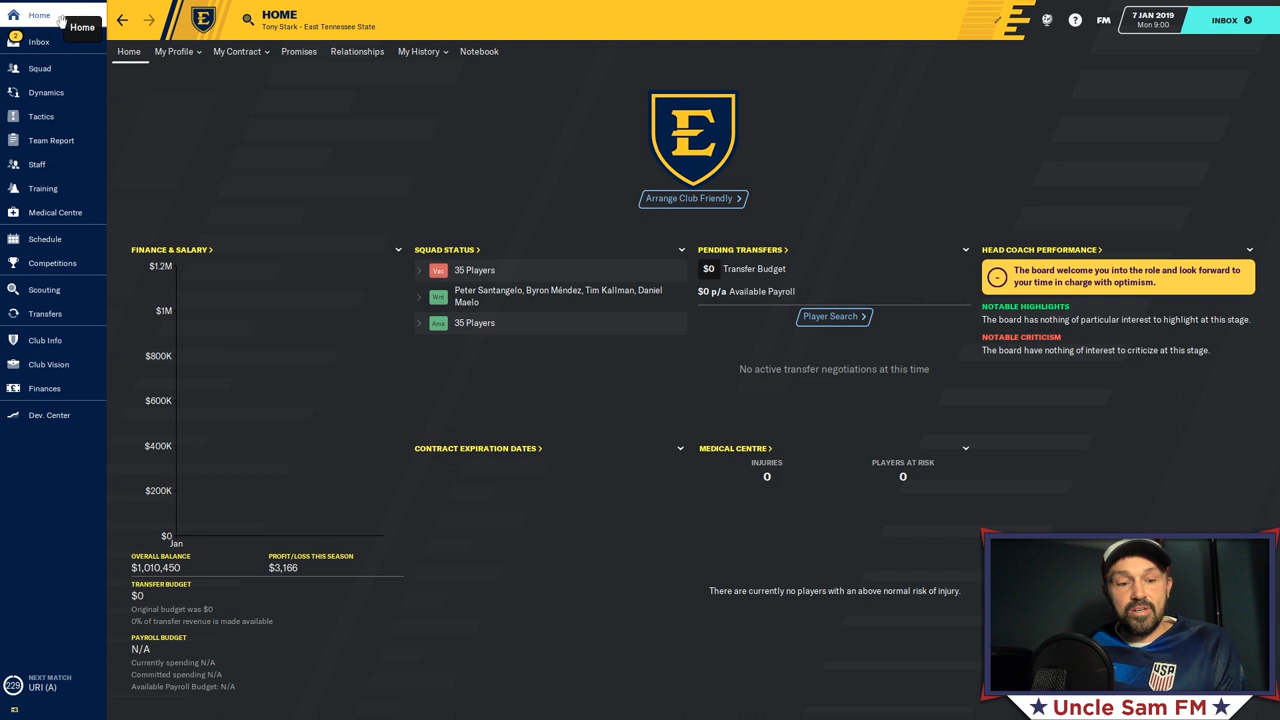 Home
Home
2
Inbox
Squad
Dynamics
Tactics
Team Report
Staff
Training
Medical Centre
Schedule
Competitions
Scouting
Transfers
Club Info
Club Vision
Finances
Dev. Center
229
NEXT MATCH
URI (A)
E
HOME
Tony Stark - East Tennessee State
?
FM
7 JAN 2019
Mon 9:00
INBOX
Home
My Profile
My Contract
Promises
Relationships
My History
Notebook
E
Arrange Club Friendly
FINANCE & SALARY
$1.2M
$1M
$800K
$600K
$400K
$200K
$0
Jan
OVERALL BALANCE
$1,010,450
PROFIT/LOSS THIS SEASON
$3,166
TRANSFER BUDGET
$0
Original budget was $0
0% of transfer revenue is made available
PAYROLL BUDGET
N/A
Currently spending N/A
Committed spending N/A
Available Payroll Budget: N/A
SQUAD STATUS
Vac 35 Players
Wnt Peter Santangelo, Byron Méndez, Tim Kallman, Daniel
Maelo
Ama 35 Players
CONTRACT EXPIRATION DATES
PENDING TRANSFERS
$0 Transfer Budget
$0 p/a Available Payroll
Player Search
No active transfer negotiations at this time
MEDICAL CENTRE
INJURIES
0
PLAYERS AT RISK
0
There are currently no players with an above normal risk of injury.
HEAD COACH PERFORMANCE
The board welcome you into the role and look forward to
your time in charge with optimism.
NOTABLE HIGHLIGHTS
The board has nothing of particular interest to highlight at this stage.
NOTABLE CRITICISM
The board have nothing of interest to criticize at this stage.
USA
Uncle Sam FM